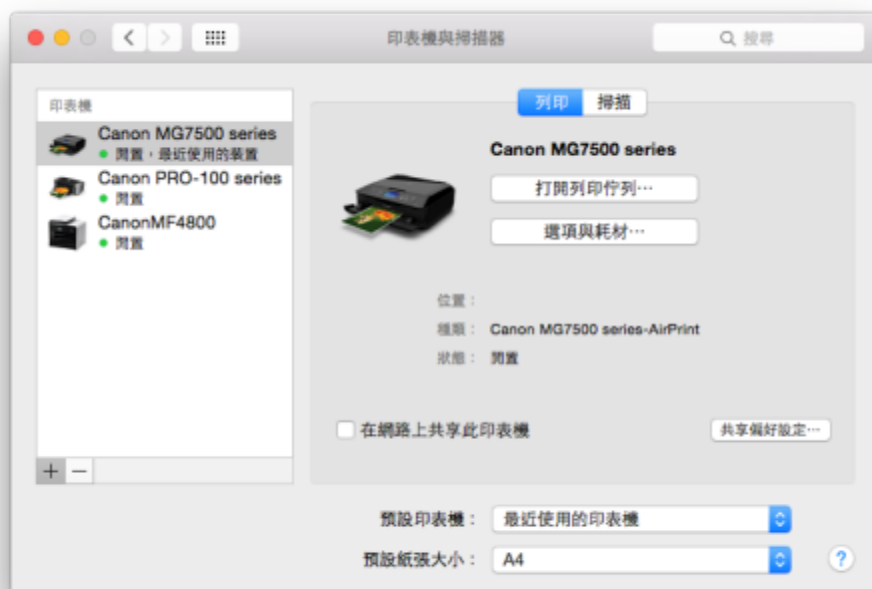 印表機與掃描器
搜尋
印表機
Canon MG7500 series
閒置，最近使用的裝置
Canon PRO-100 series
閒置
CanonMF4800
閒置
列印 掃描
Canon MG7500 series
打開列印佇列…
選項與耗材…
位置：
種類： Canon MG7500 series-AirPrint
狀態： 閒置
在網路上共享此印表機
共享偏好設定…
預設印表機： 最近使用的印表機
預設紙張大小： A4
?